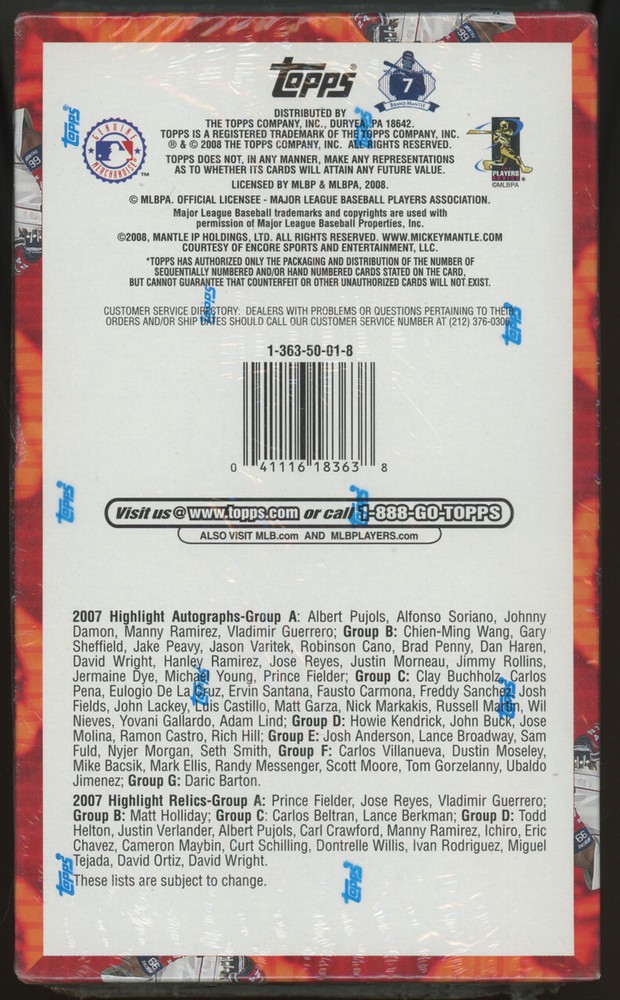 Topps®
7
BRAND MANTLE
DISTRIBUTED BY
THE TOPPS COMPANY, INC., DURYEA, PA 18642.
TOPPS IS A REGISTERED TRADEMARK OF THE TOPPS COMPANY, INC.
® & © 2008 THE TOPPS COMPANY, INC. ALL RIGHTS RESERVED.
TOPPS DOES NOT, IN ANY MANNER, MAKE ANY REPRESENTATIONS
AS TO WHETHER ITS CARDS WILL ATTAIN ANY FUTURE VALUE.
LICENSED BY MLBP & MLBPA, 2008.
GENUINE
MERCHANDISE
™
PLAYERS
CHOICE
©MLBPA
© MLBPA. OFFICIAL LICENSEE - MAJOR LEAGUE BASEBALL PLAYERS ASSOCIATION.
Major League Baseball trademarks and copyrights are used with
permission of Major League Baseball Properties, Inc.
©2008, MANTLE IP HOLDINGS, LTD. ALL RIGHTS RESERVED. WWW.MICKEYMANTLE.COM
COURTESY OF ENCORE SPORTS AND ENTERTAINMENT, LLC.
*TOPPS HAS AUTHORIZED ONLY THE PACKAGING AND DISTRIBUTION OF THE NUMBER OF
SEQUENTIALLY NUMBERED AND/OR HAND NUMBERED CARDS STATED ON THE CARD,
BUT CANNOT GUARANTEE THAT COUNTERFEIT OR OTHER UNAUTHORIZED CARDS WILL NOT EXIST.
CUSTOMER SERVICE DIRECTORY: DEALERS WITH PROBLEMS OR QUESTIONS PERTAINING TO THEIR
ORDERS AND/OR SHIP DATES SHOULD CALL OUR CUSTOMER SERVICE NUMBER AT (212) 376-0300.
1-363-50-01-8
0 41116 18363 8
Visit us @ www.topps.com or call 1-888-GO-TOPPS
ALSO VISIT MLB.com AND MLBPLAYERS.com
2007 Highlight Autographs-Group A: Albert Pujols, Alfonso Soriano, Johnny
Damon, Manny Ramirez, Vladimir Guerrero; Group B: Chien-Ming Wang, Gary
Sheffield, Jake Peavy, Jason Varitek, Robinson Cano, Brad Penny, Dan Haren,
David Wright, Hanley Ramirez, Jose Reyes, Justin Morneau, Jimmy Rollins,
Jermaine Dye, Michael Young, Prince Fielder; Group C: Clay Buchholz, Carlos
Pena, Eulogio De La Cruz, Ervin Santana, Fausto Carmona, Freddy Sanchez, Josh
Fields, John Lackey, Luis Castillo, Matt Garza, Nick Markakis, Russell Martin, Wil
Nieves, Yovani Gallardo, Adam Lind; Group D: Howie Kendrick, John Buck, Jose
Molina, Ramon Castro, Rich Hill; Group E: Josh Anderson, Lance Broadway, Sam
Fuld, Nyjer Morgan, Seth Smith, Group F: Carlos Villanueva, Dustin Moseley,
Mike Bacsik, Mark Ellis, Randy Messenger, Scott Moore, Tom Gorzelanny, Ubaldo
Jimenez; Group G: Daric Barton.
2007 Highlight Relics-Group A: Prince Fielder, Jose Reyes, Vladimir Guerrero;
Group B: Matt Holliday; Group C: Carlos Beltran, Lance Berkman; Group D: Todd
Helton, Justin Verlander, Albert Pujols, Carl Crawford, Manny Ramirez, Ichiro, Eric
Chavez, Cameron Maybin, Curt Schilling, Dontrelle Willis, Ivan Rodriguez, Miguel
Tejada, David Ortiz, David Wright.
These lists are subject to change.